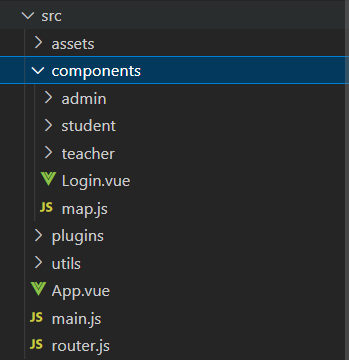 src
assets
components
admin
student
teacher
Login.vue
JS map.js
plugins
utils
App.vue
JS main.js
JS router.js